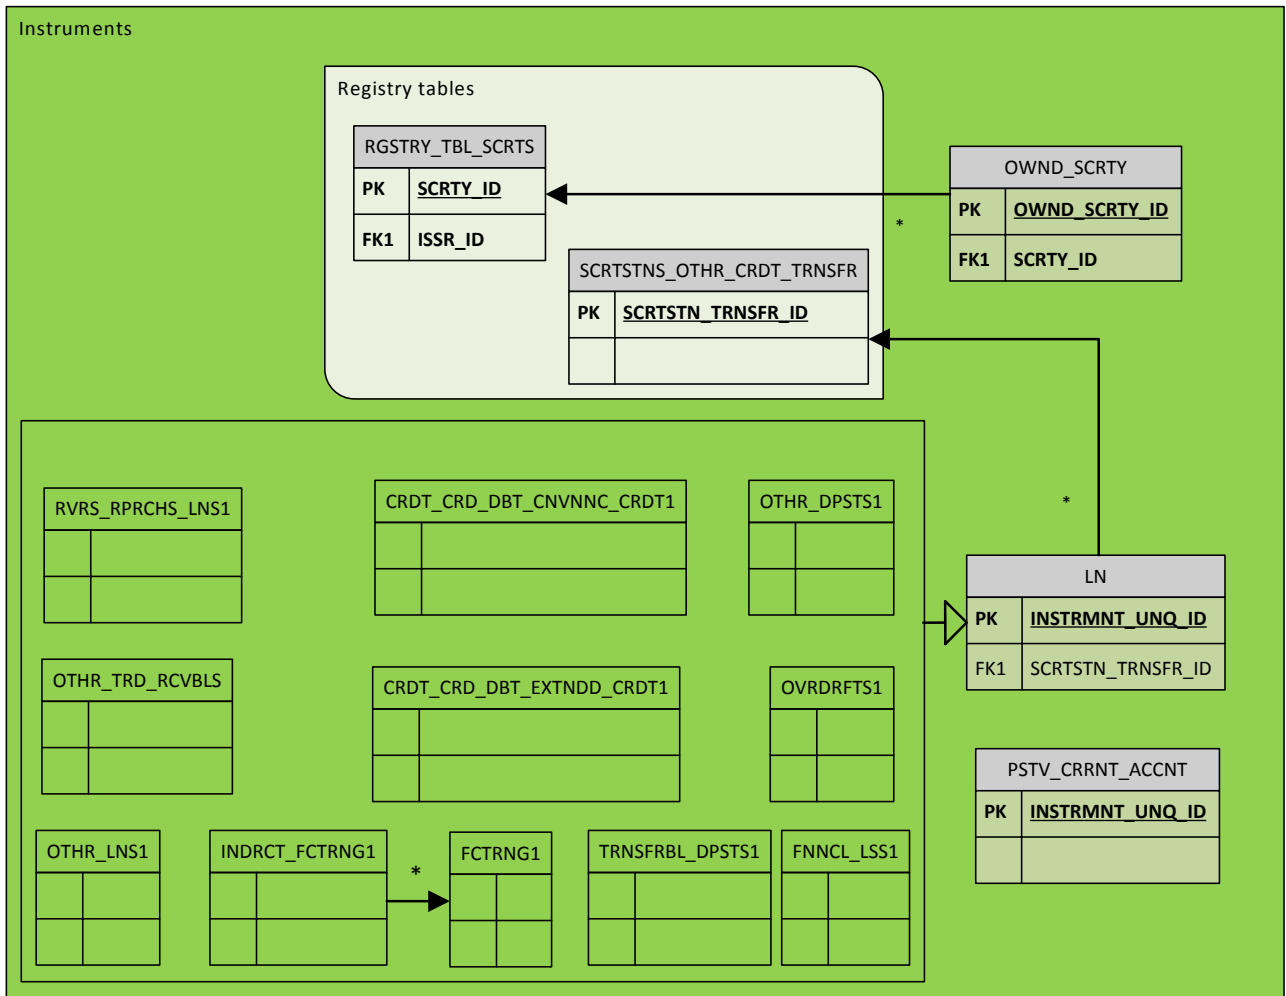 Instruments
Registry tables
RGSTRY_TBL_SCRTS
PK SCRTY_ID
FK1 ISSR_ID
OWND_SCRTY
PK OWND_SCRTY_ID
FK1 SCRTY_ID
*
SCRTSTNS_OTHR_CRDT_TRNSFR
PK SCRTSTN_TRNSFR_ID
*
LN
PK INSTRMNT_UNQ_ID
FK1 SCRTSTN_TRNSFR_ID
RVRS_RPRCHS_LNS1
CRDT_CRD_DBT_CNVNNC_CRDT1
OTHR_DPSTS1
OTHR_TRD_RCVBLS
CRDT_CRD_DBT_EXTNDD_CRDT1
OVRDRFTS1
PSTV_CRRNT_ACCNT
PK INSTRMNT_UNQ_ID
OTHR_LNS1
INDRCT_FCTRNG1
*
FCTRNG1
TRNSFRBL_DPSTS1
FNNCL_LSS1